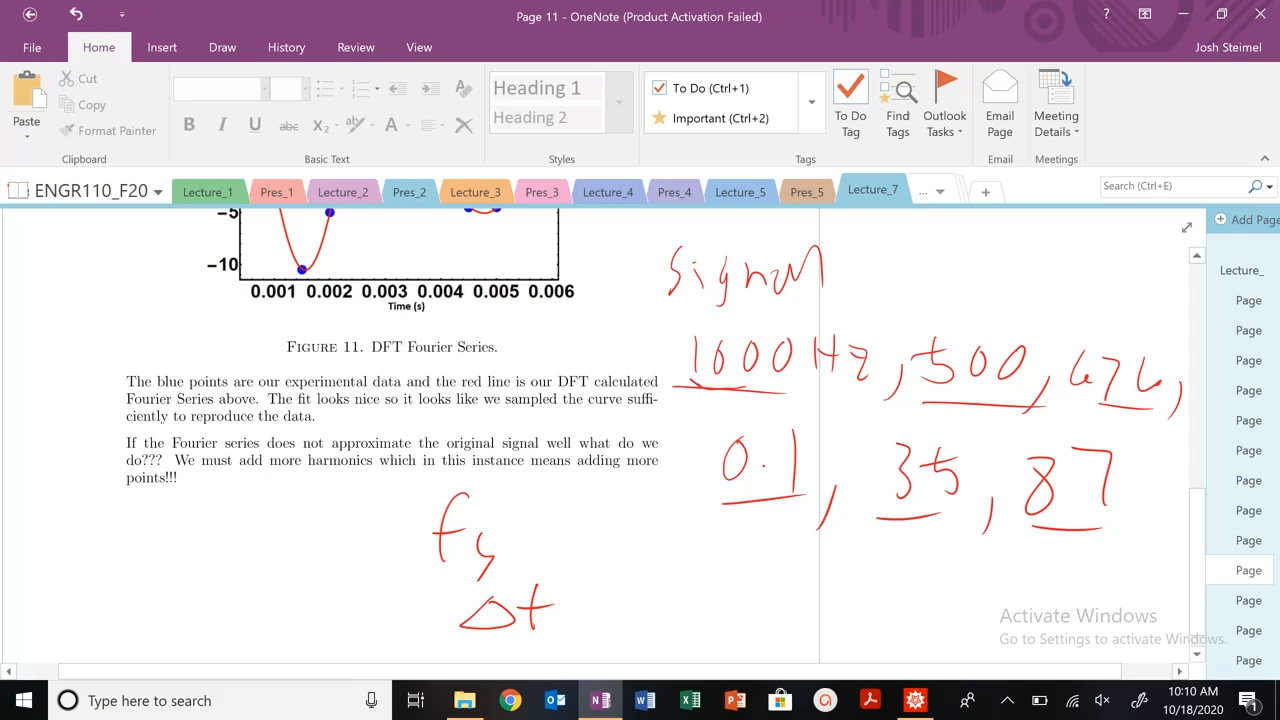 Page 11 - OneNote (Product Activation Failed)
File Home Insert Draw History Review View Josh Steimel
Paste Cut Copy Format Painter
B I U abc X₂ A
Heading 1
Heading 2
To Do (Ctrl+1)
Important (Ctrl+2)
To Do Tag
Find Tags
Outlook Tasks
Email Page
Meeting Details
Clipboard Basic Text Styles Tags Email Meetings
ENGR110_F20 Lecture_1 Pres_1 Lecture_2 Pres_2 Lecture_3 Pres_3 Lecture_4 Pres_4 Lecture_5 Pres_5 Lecture_7 ... Search (Ctrl+E)
Add Page
Lecture_
Page
Page
Page
Page
Page
Page
Page
Page
Page
Page
Page
Page
Page
−5
−10
0.001 0.002 0.003 0.004 0.005 0.006
Time (s)
FIGURE 11. DFT Fourier Series.
The blue points are our experimental data and the red line is our DFT calculated
Fourier Series above. The fit looks nice so it looks like we sampled the curve suffi-
ciently to reproduce the data.
If the Fourier series does not approximate the original signal well what do we
do??? We must add more harmonics which in this instance means adding more
points!!!
Signal
1000 Hz, 500, 676,
0.1, 35, 87
fs
Δt
Activate Windows
Go to Settings to activate Windows.
Type here to search
10:10 AM
10/18/2020